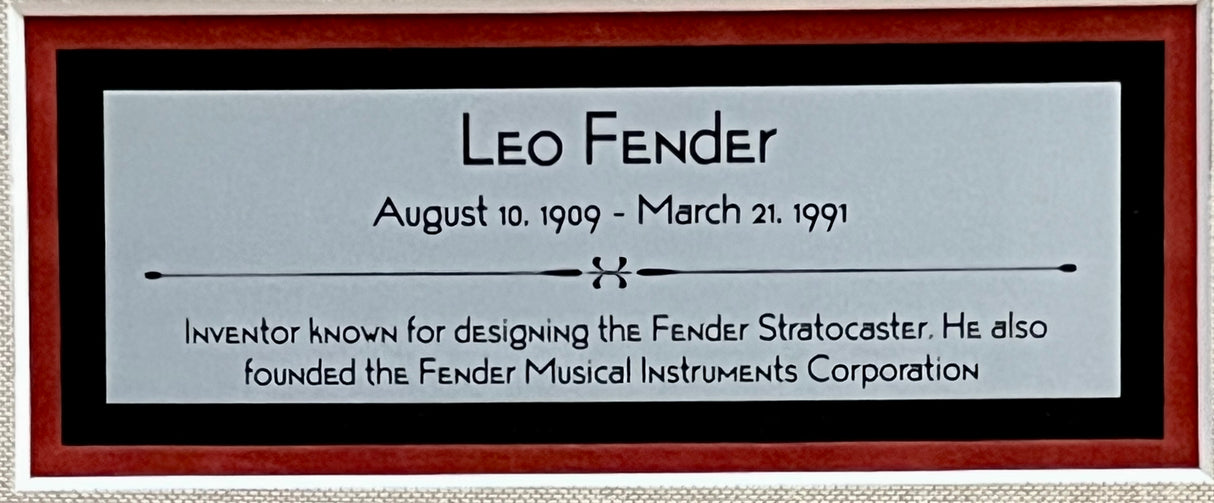 Leo Fender
August 10, 1909 - March 21, 1991
Inventor known for designing the Fender Stratocaster. He also
founded the Fender Musical Instruments Corporation